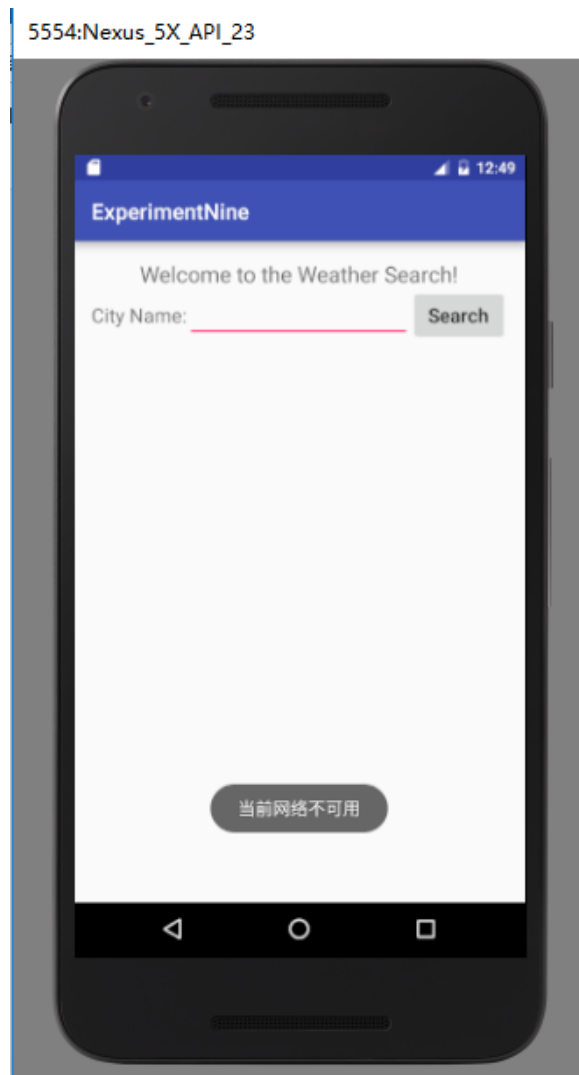 5554:Nexus_5X_API_23
12:49
ExperimentNine
Welcome to the Weather Search!
City Name:
Search
当前网络不可用